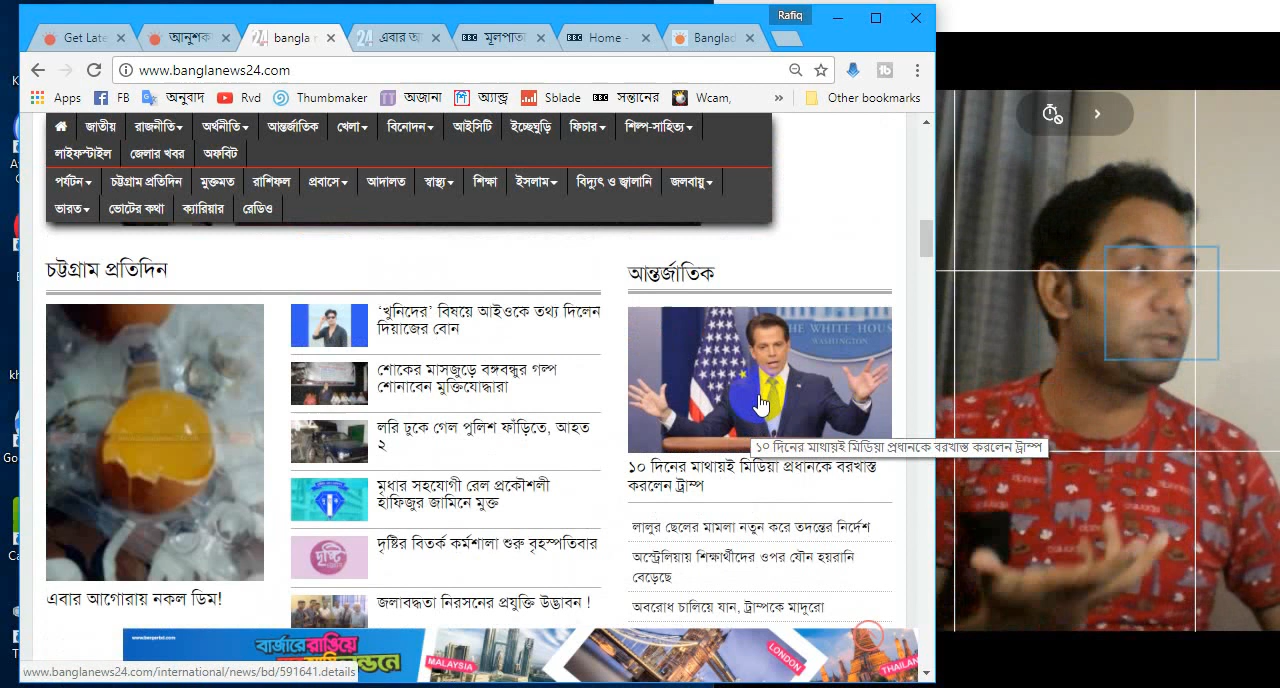 Rafiq
Get Late
আনুশক
bangla
এবার আ
মূলপাত
Home -
Banglad
www.banglanews24.com
Apps
FB
অনুবাদ
Rvd
Thumbmaker
অজানা
অ্যান্ড্র
Sblade
সন্তানের
Wcam,
»
Other bookmarks
জাতীয়
রাজনীতি
অর্থনীতি
আন্তর্জাতিক
খেলা
বিনোদন
আইসিটি
ইচ্ছেঘুড়ি
ফিচার
শিল্প-সাহিত্য
লাইফস্টাইল
জেলার খবর
অফবিট
পর্যটন
চট্টগ্রাম প্রতিদিন
মুক্তমত
রাশিফল
প্রবাসে
আদালত
স্বাস্থ্য
শিক্ষা
ইসলাম
বিদ্যুৎ ও জ্বালানি
জলবায়ু
ভারত
ভোটের কথা
ক্যারিয়ার
রেডিও
চট্টগ্রাম প্রতিদিন
এবার আগোরায় নকল ডিম!
‘খুনিদের’ বিষয়ে আইওকে তথ্য দিলেন
দিয়াজের বোন
শোকের মাসজুড়ে বঙ্গবন্ধুর গল্প
শোনাবেন মুক্তিযোদ্ধারা
লরি ঢুকে গেল পুলিশ ফাঁড়িতে, আহত
২
মৃধার সহযোগী রেল প্রকৌশলী
হাফিজুর জামিনে মুক্ত
দৃষ্টির বিতর্ক কর্মশালা শুরু বৃহস্পতিবার
জলাবদ্ধতা নিরসনের প্রযুক্তি উদ্ভাবন !
আন্তর্জাতিক
THE WHITE HOUS
WASHINGTON
১০ দিনের মাথায়ই মিডিয়া প্রধানকে বরখাস্ত করলেন ট্রাম্প
১০ দিনের মাথায়ই মিডিয়া প্রধানকে বরখাস্ত
করলেন ট্রাম্প
লালুর ছেলের মামলা নতুন করে তদন্তের নির্দেশ
অস্ট্রেলিয়ায় শিক্ষার্থীদের ওপর যৌন হয়রানি
বেড়েছে
অবরোধ চালিয়ে যান, ট্রাম্পকে মাদুরো
বার্জারে রাঙিয়ে
MALAYSIA
LONDON
THAILAN
www.banglanews24.com/international/news/bd/591641.details